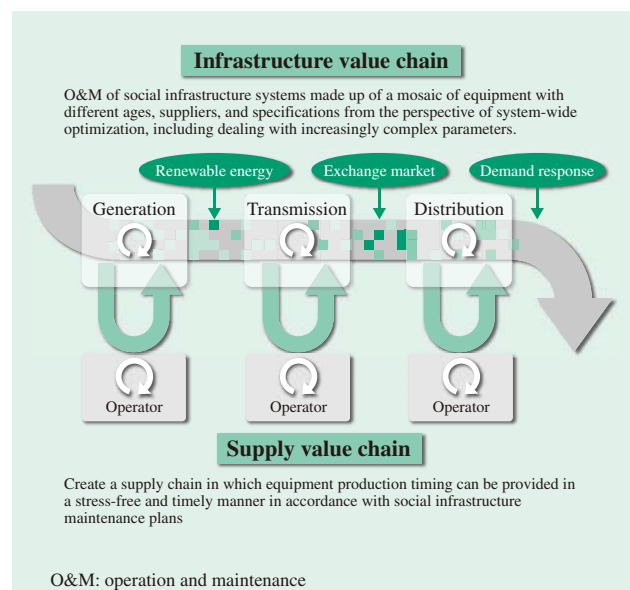 Infrastructure value chain
O&M of social infrastructure systems made up of a mosaic of equipment with
different ages, suppliers, and specifications from the perspective of system-wide
optimization, including dealing with increasingly complex parameters.
Renewable energy
Exchange market
Demand response
Generation
Transmission
Distribution
Operator
Operator
Operator
Supply value chain
Create a supply chain in which equipment production timing can be provided in
a stress-free and timely manner in accordance with social infrastructure
maintenance plans
O&M: operation and maintenance